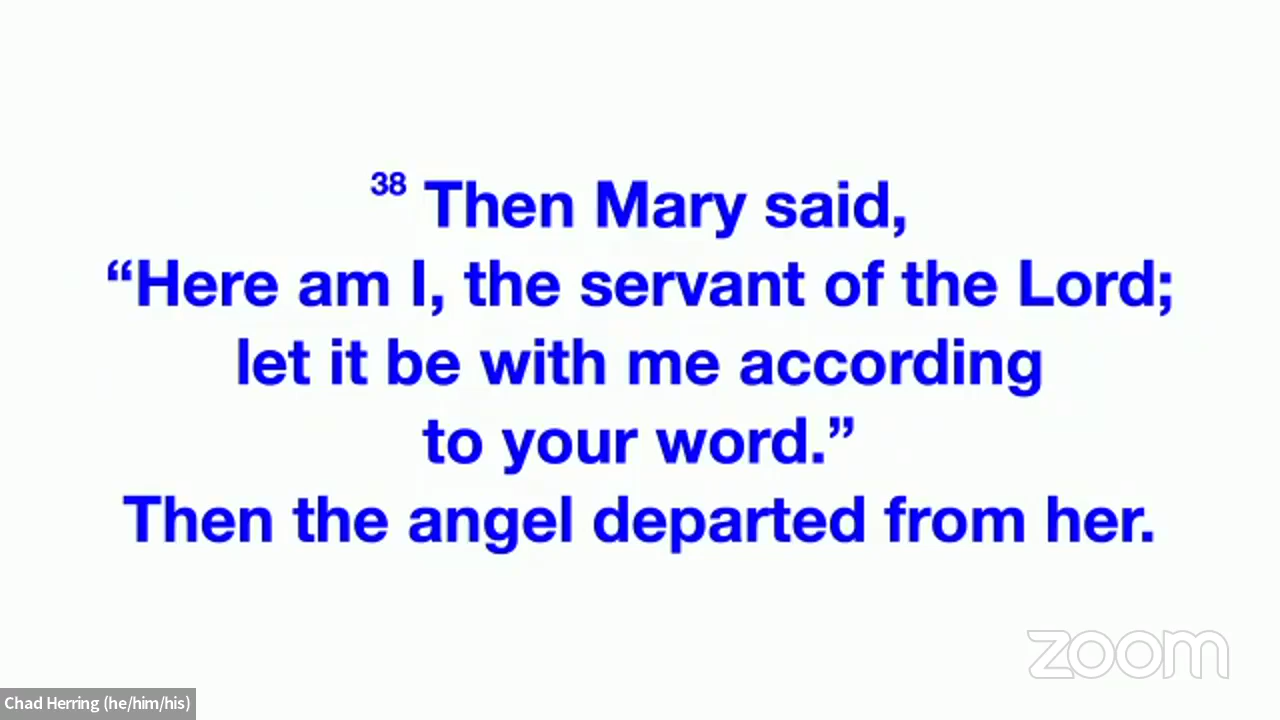 38 Then Mary said,
“Here am I, the servant of the Lord;
let it be with me according
to your word.”
Then the angel departed from her.
zoom
Chad Herring (he/him/his)